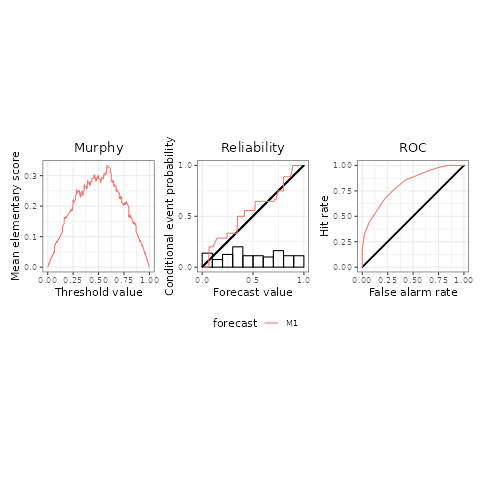 Murphy
Mean elementary score
0.3
0.2
0.1
0.0
0.00 0.25 0.50 0.75 1.00
Threshold value
Reliability
Conditional event probability
1.0
0.5
0.0
0.0 0.5 1.0
Forecast value
ROC
Hit rate
1.00
0.75
0.50
0.25
0.00
0.00 0.25 0.50 0.75 1.00
False alarm rate
forecast M1